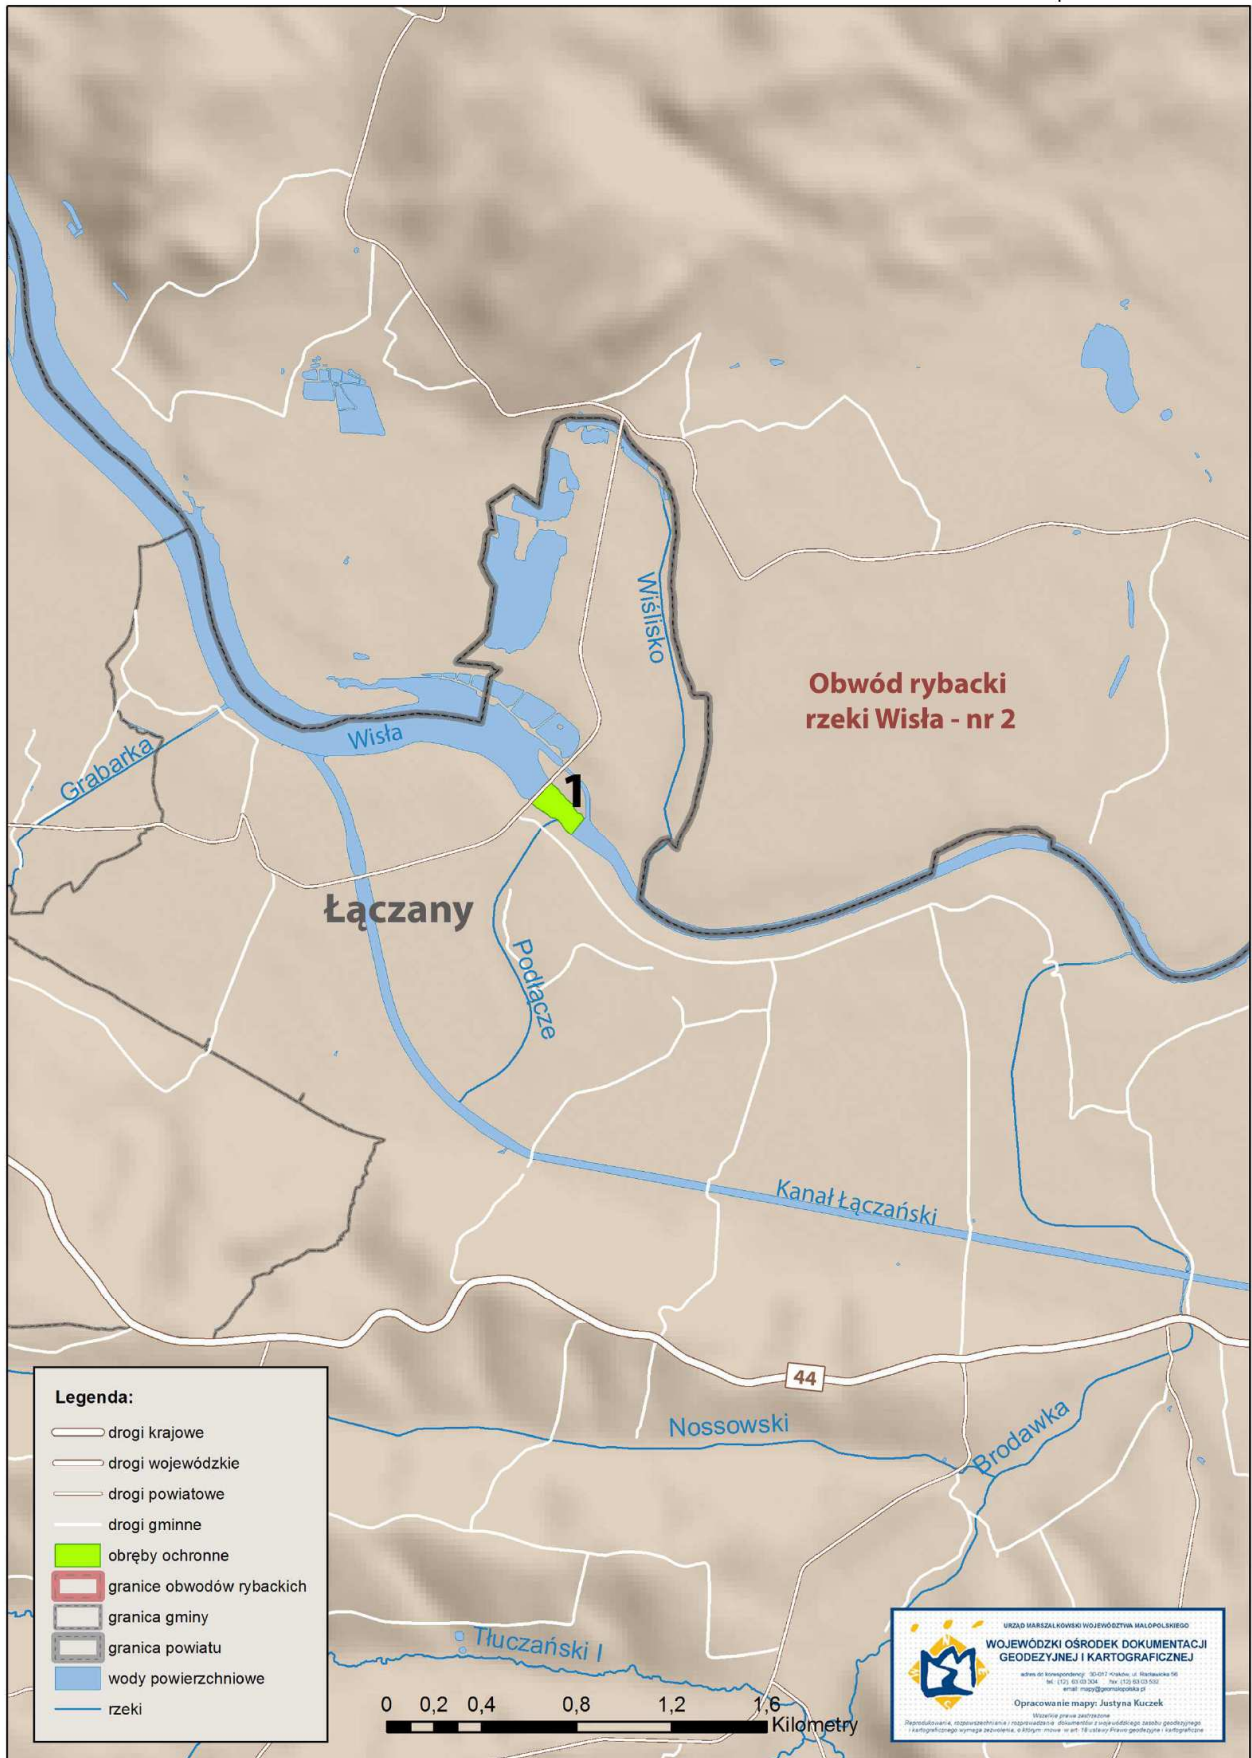 Wiślisko
Obwód rybacki
rzeki Wisła - nr 2
Wisła
Grabarka
1
Łączany
Podłącze
Kanał Łączański
44
Nossowski
Brodawka
Tłuczański I
Legenda:
drogi krajowe
drogi wojewódzkie
drogi powiatowe
drogi gminne
obręby ochronne
granice obwodów rybackich
granica gminy
granica powiatu
wody powierzchniowe
rzeki
0 0,2 0,4 0,8 1,2 1,6
Kilometry
URZĄD MARSZAŁKOWSKI WOJEWÓDZTWA MAŁOPOLSKIEGO
WOJEWÓDZKI OŚRODEK DOKUMENTACJI
GEODEZYJNEJ I KARTOGRAFICZNEJ
Opracowanie mapy: Justyna Kuczek
Wszelkie prawa zastrzeżone